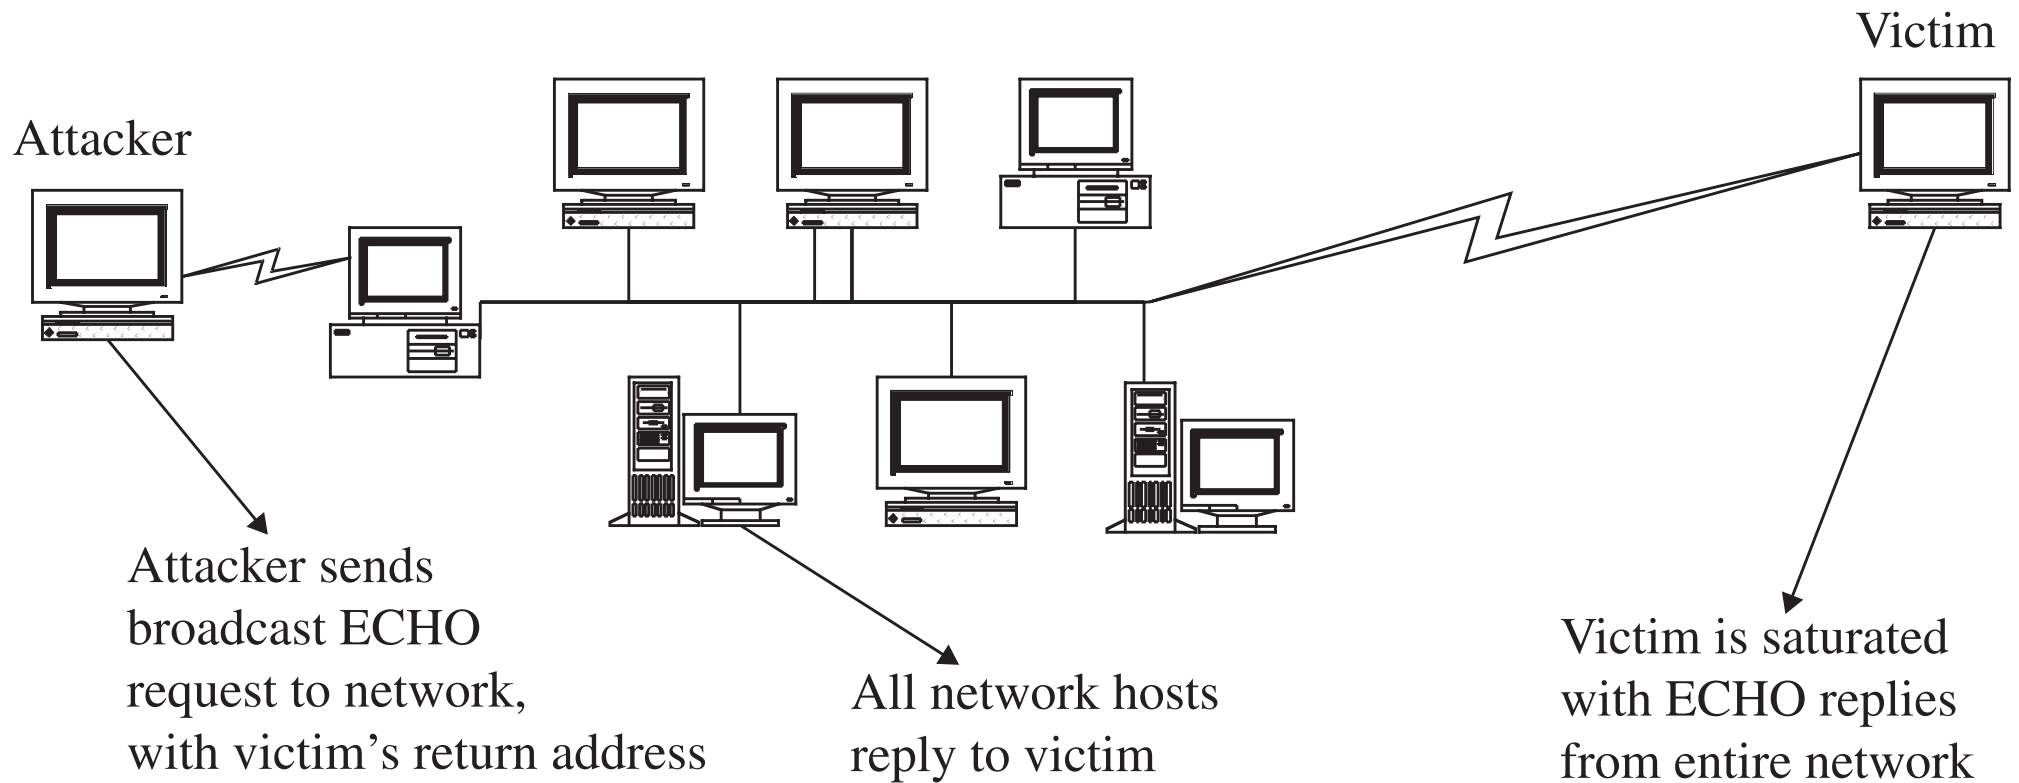 Victim
Attacker
Attacker sends
broadcast ECHO
request to network,
with victim’s return address
All network hosts
reply to victim
Victim is saturated
with ECHO replies
from entire network